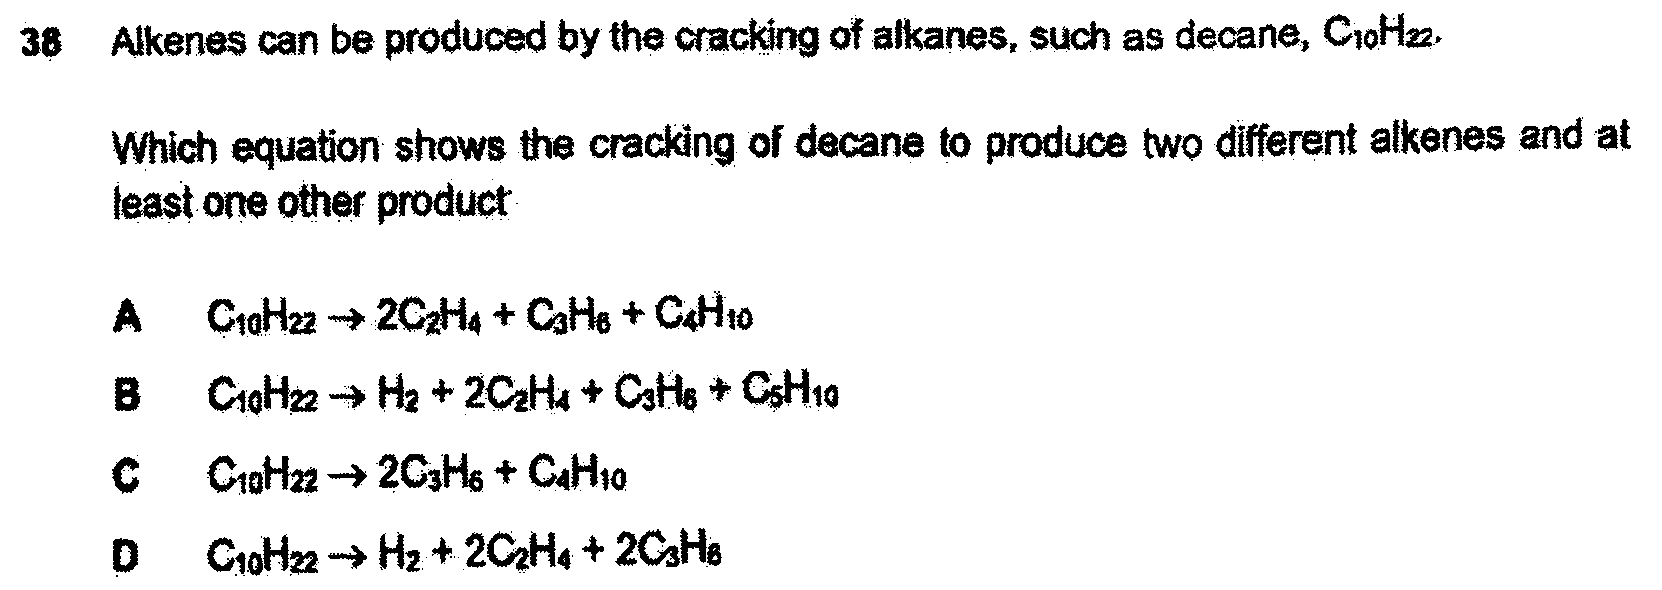 38 Alkenes can be produced by the cracking of alkanes, such as decane, C₁₀H₂₂.
Which equation shows the cracking of decane to produce two different alkenes and at
least one other product
A C₁₀H₂₂ → 2C₂H₄ + C₃H₆ + C₄H₁₀
B C₁₀H₂₂ → H₂ + 2C₂H₄ + C₃H₆ + C₅H₁₀
C C₁₀H₂₂ → 2C₃H₆ + C₄H₁₀
D C₁₀H₂₂ → H₂ + 2C₂H₄ + 2C₃H₆